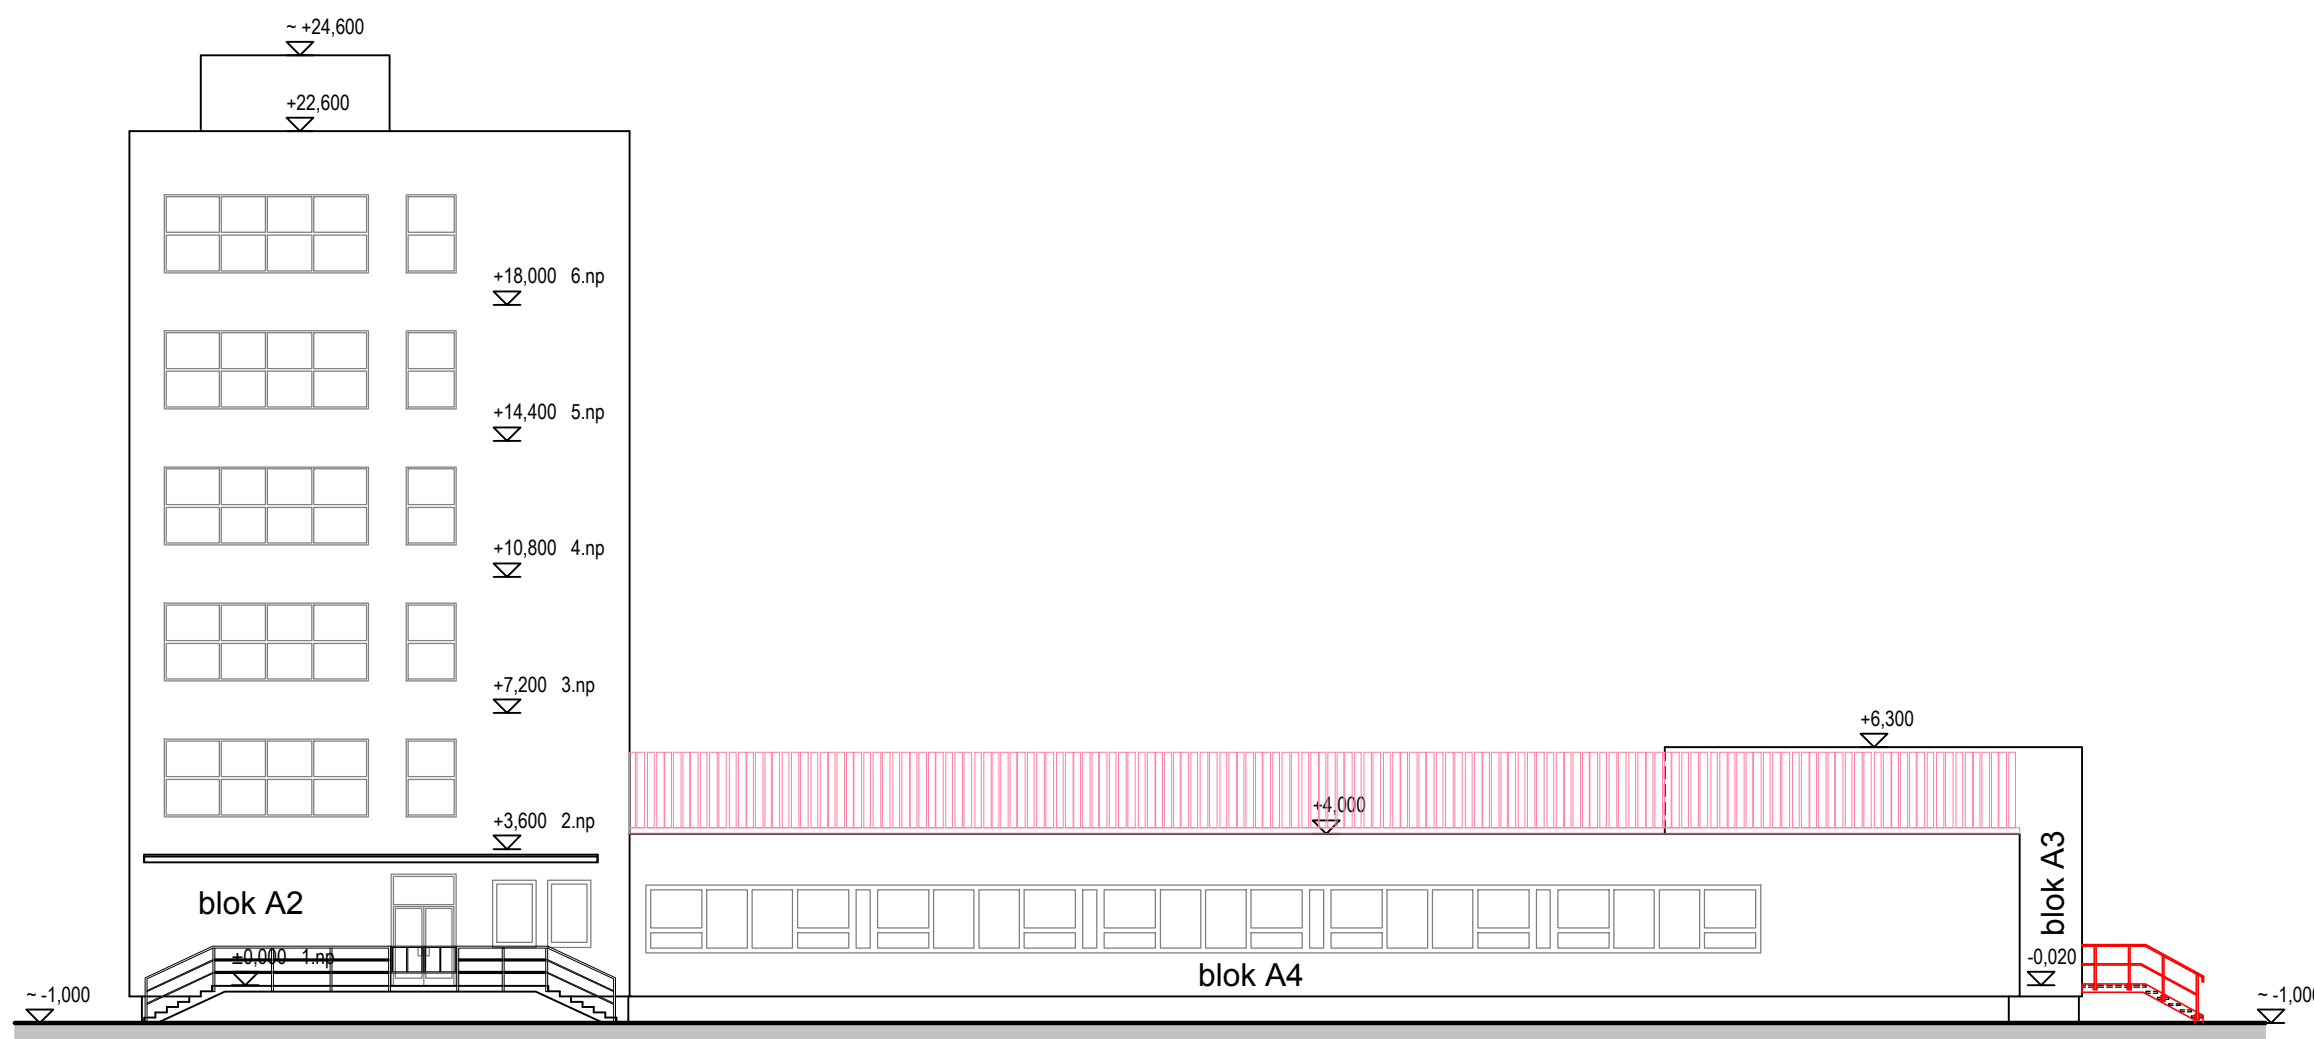 ~ +24,600
+22,600
+18,000 6.np
+14,400 5.np
+10,800 4.np
+7,200 3.np
+6,300
+4,000
+3,600 2.np
blok A2
blok A3
±0,000 1.np
-0,020
blok A4
~ -1,000
~ -1,000